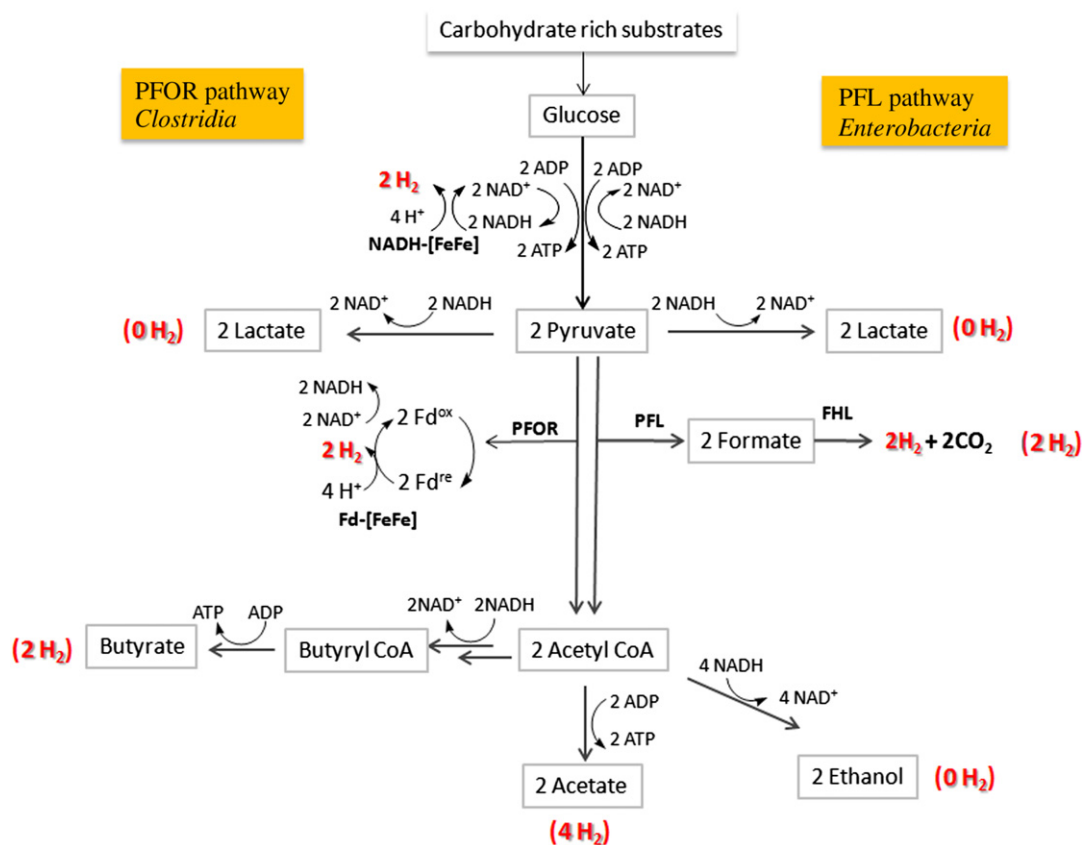 Carbohydrate rich substrates
PFOR pathway
Clostridia
PFL pathway
Enterobacteria
Glucose
2 H₂
4 H⁺
2 NAD⁺
2 NADH
NADH-[FeFe]
2 ADP
2 ATP
2 ADP
2 ATP
2 NAD⁺
2 NADH
(0 H₂)
2 Lactate
2 NAD⁺
2 NADH
2 Pyruvate
2 NADH
2 NAD⁺
2 Lactate
(0 H₂)
2 NADH
2 NAD⁺
2 H₂
4 H⁺
2 Fdᵒˣ
2 Fdʳᵉ
Fd-[FeFe]
PFOR
PFL
2 Formate
FHL
2H₂ + 2CO₂
(2 H₂)
(2 H₂)
Butyrate
ATP
ADP
Butyryl CoA
2NAD⁺
2NADH
2 Acetyl CoA
4 NADH
4 NAD⁺
2 ADP
2 ATP
2 Acetate
(4 H₂)
2 Ethanol
(0 H₂)